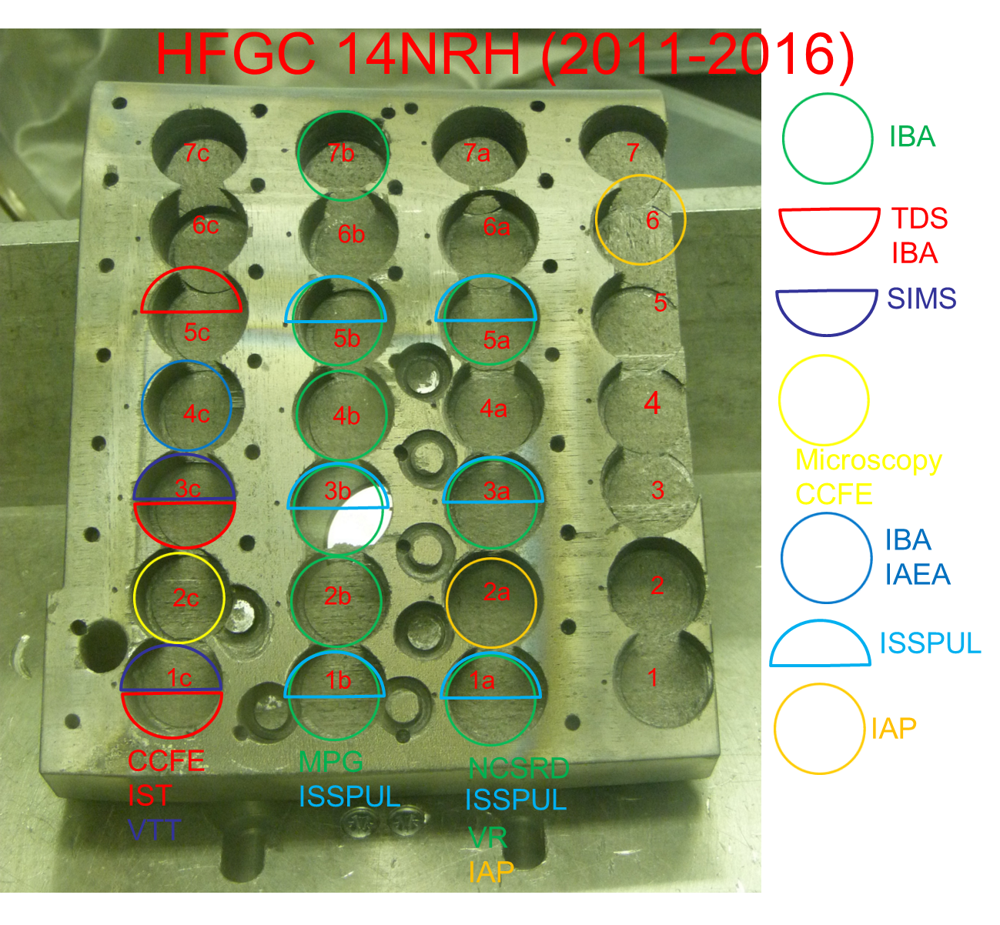 HFGC 14NRH (2011-2016)
IBA
7c 7b 7a 7
6c 6b 6a 6
TDS
IBA
SIMS
5
5c 5b 5a
4c 4b 4a 4
Microscopy
CCFE
3c 3b 3a 3
IBA
IAEA
2c 2b 2a 2
ISSPUL
1c 1b 1a 1
IAP
CCFE
IST
VTT
MPG
ISSPUL
NCSRD
ISSPUL
VR
IAP